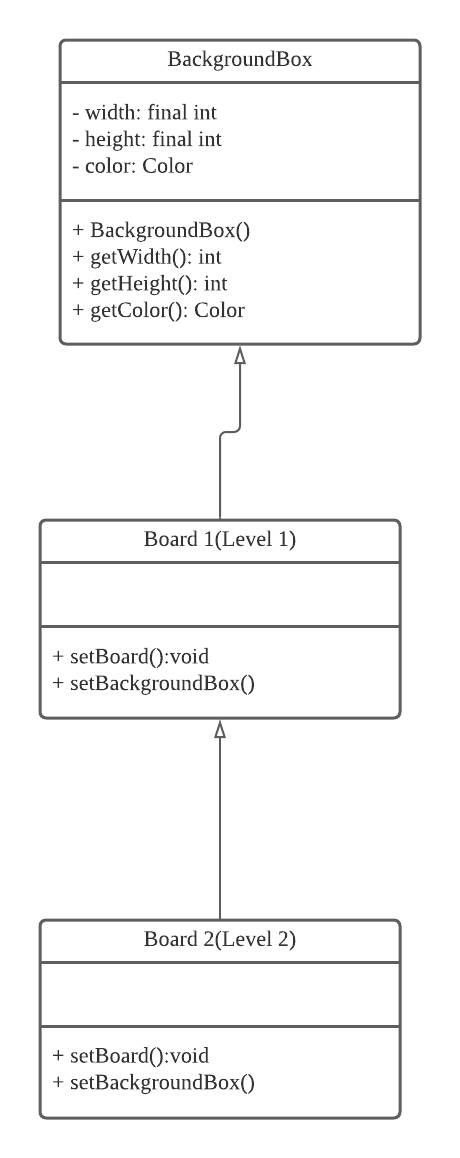 BackgroundBox
- width: final int
- height: final int
- color: Color
+ BackgroundBox()
+ getWidth(): int
+ getHeight(): int
+ getColor(): Color
Board 1(Level 1)
+ setBoard():void
+ setBackgroundBox()
Board 2(Level 2)
+ setBoard():void
+ setBackgroundBox()